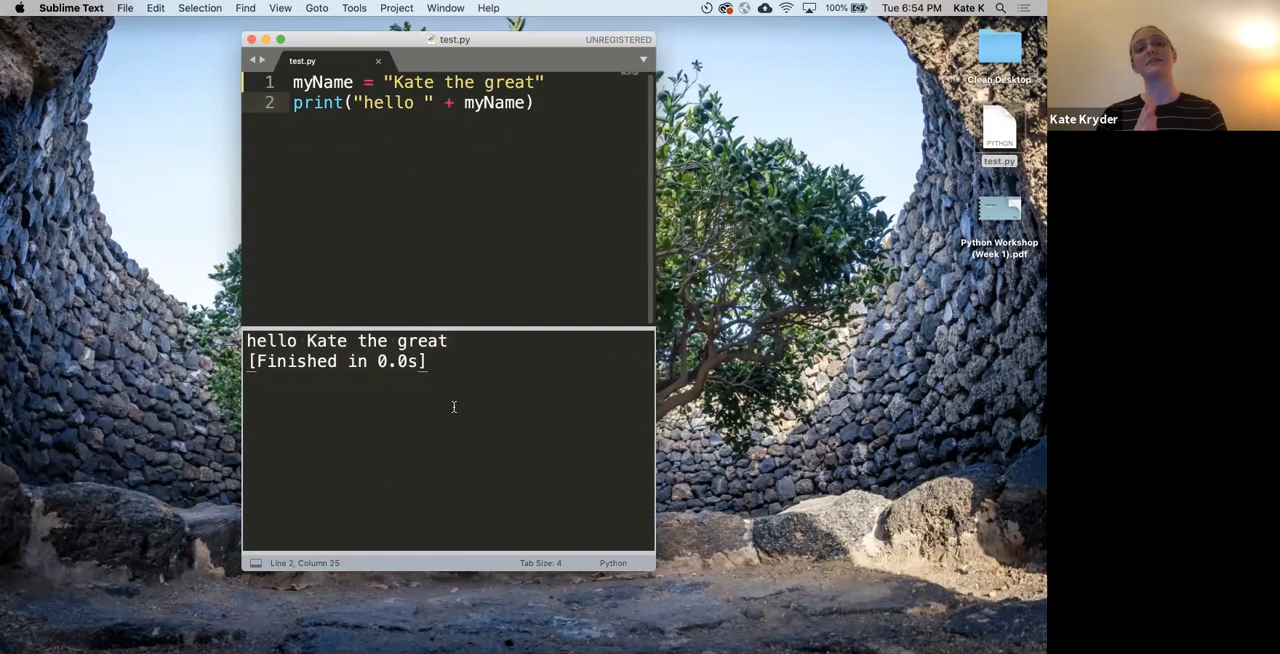 Sublime Text File Edit Selection Find View Goto Tools Project Window Help 100% Tue 6:54 PM Kate K
test.py UNREGISTERED
test.py
1 myName = "Kate the great"
2 print("hello " + myName)
hello Kate the great
[Finished in 0.0s]
Line 2, Column 25 Tab Size: 4 Python
Clean Desktop
PYTHON
test.py
Python Workshop
(Week 1).pdf
Kate Kryder